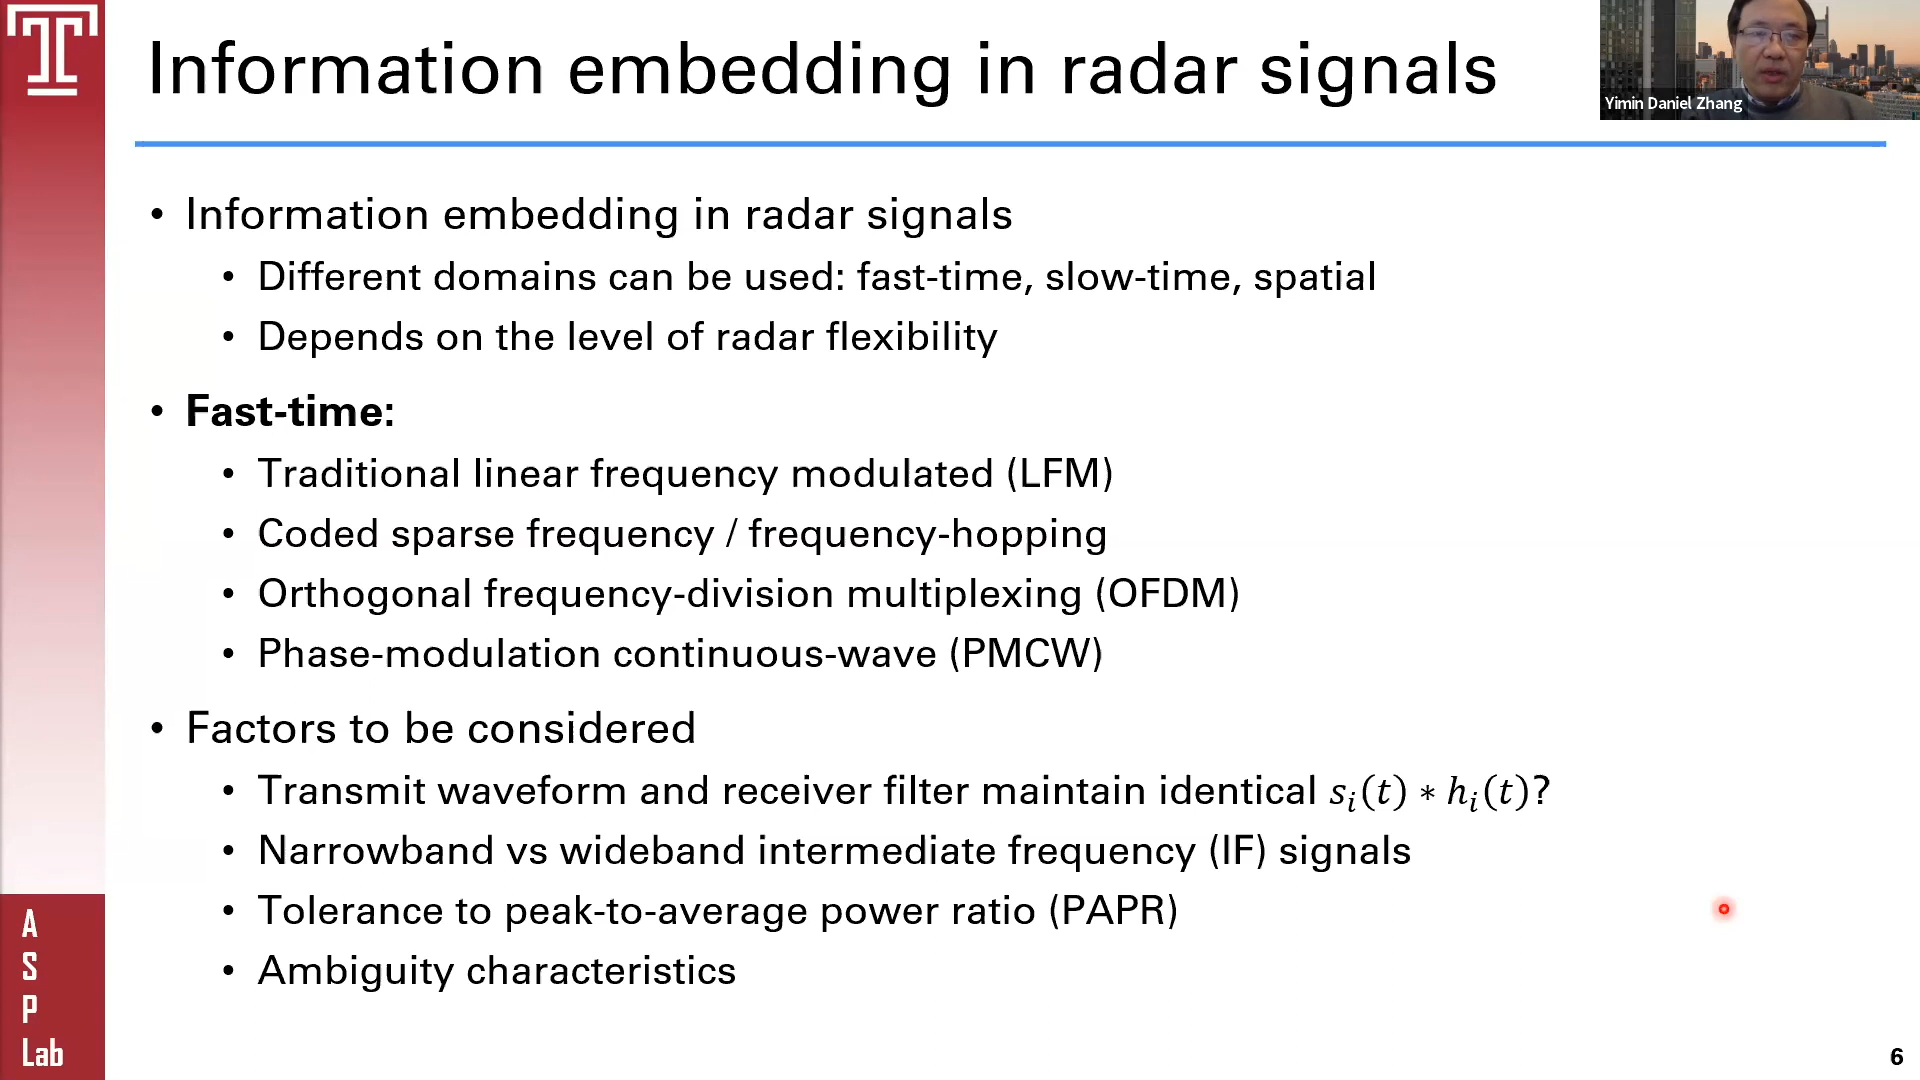 T
Information embedding in radar signals
Yimin Daniel Zhang
• Information embedding in radar signals
• Different domains can be used: fast-time, slow-time, spatial
• Depends on the level of radar flexibility
• Fast-time:
• Traditional linear frequency modulated (LFM)
• Coded sparse frequency / frequency-hopping
• Orthogonal frequency-division multiplexing (OFDM)
• Phase-modulation continuous-wave (PMCW)
• Factors to be considered
• Transmit waveform and receiver filter maintain identical $s_i(t) * h_i(t)$?
• Narrowband vs wideband intermediate frequency (IF) signals
• Tolerance to peak-to-average power ratio (PAPR)
• Ambiguity characteristics
A
S
P
Lab
6